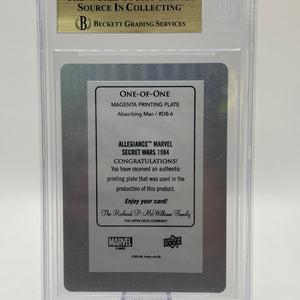 SOURCE IN COLLECTING™
BECKETT GRADING SERVICES
ONE-OF-ONE
MAGENTA PRINTING PLATE
Absorbing Man / #DB-6
ALLEGIANCE™ MARVEL
SECRET WARS 1984
CONGRATULATIONS!
You have received an authentic
printing plate that was used in the
production of this product.
Enjoy your card!
The Richard P. McWilliam Family
THE UPPER DECK COMPANY
MARVEL